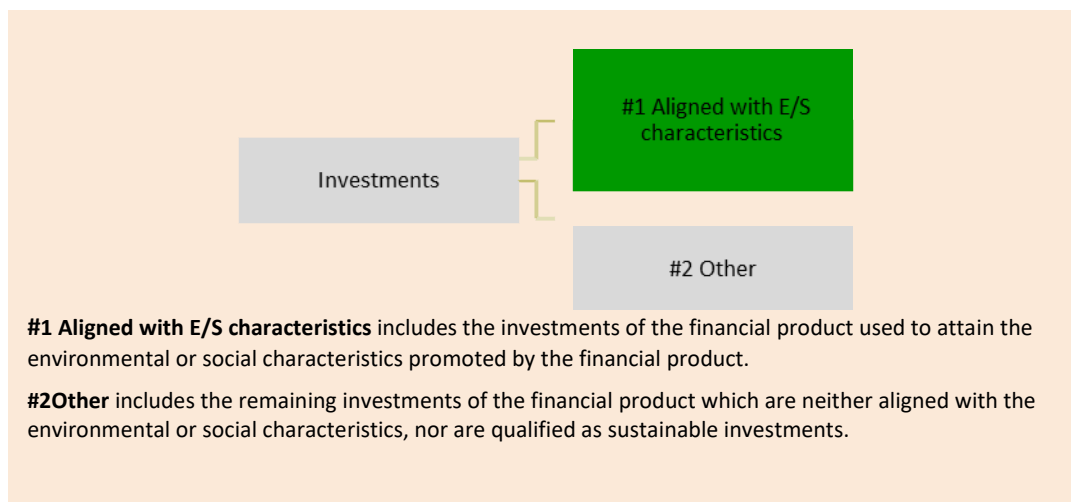 #1 Aligned with E/S
characteristics
Investments
#2 Other
#1 Aligned with E/S characteristics includes the investments of the financial product used to attain the
environmental or social characteristics promoted by the financial product.
#2Other includes the remaining investments of the financial product which are neither aligned with the
environmental or social characteristics, nor are qualified as sustainable investments.